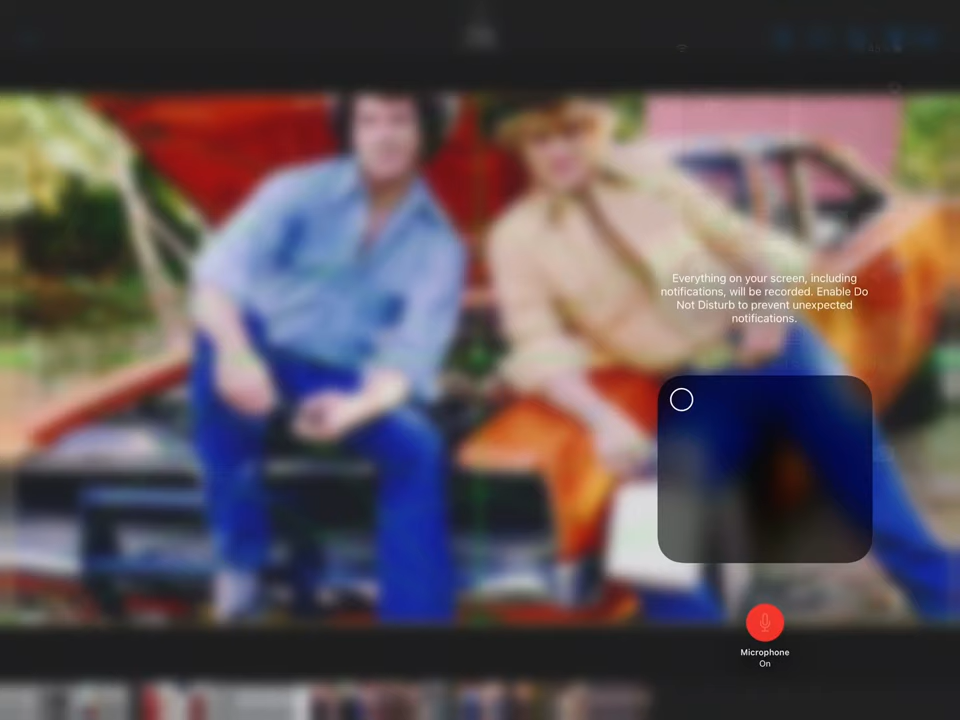 Everything on your screen, including
notifications, will be recorded. Enable Do
Not Disturb to prevent unexpected
notifications.
Microphone
On